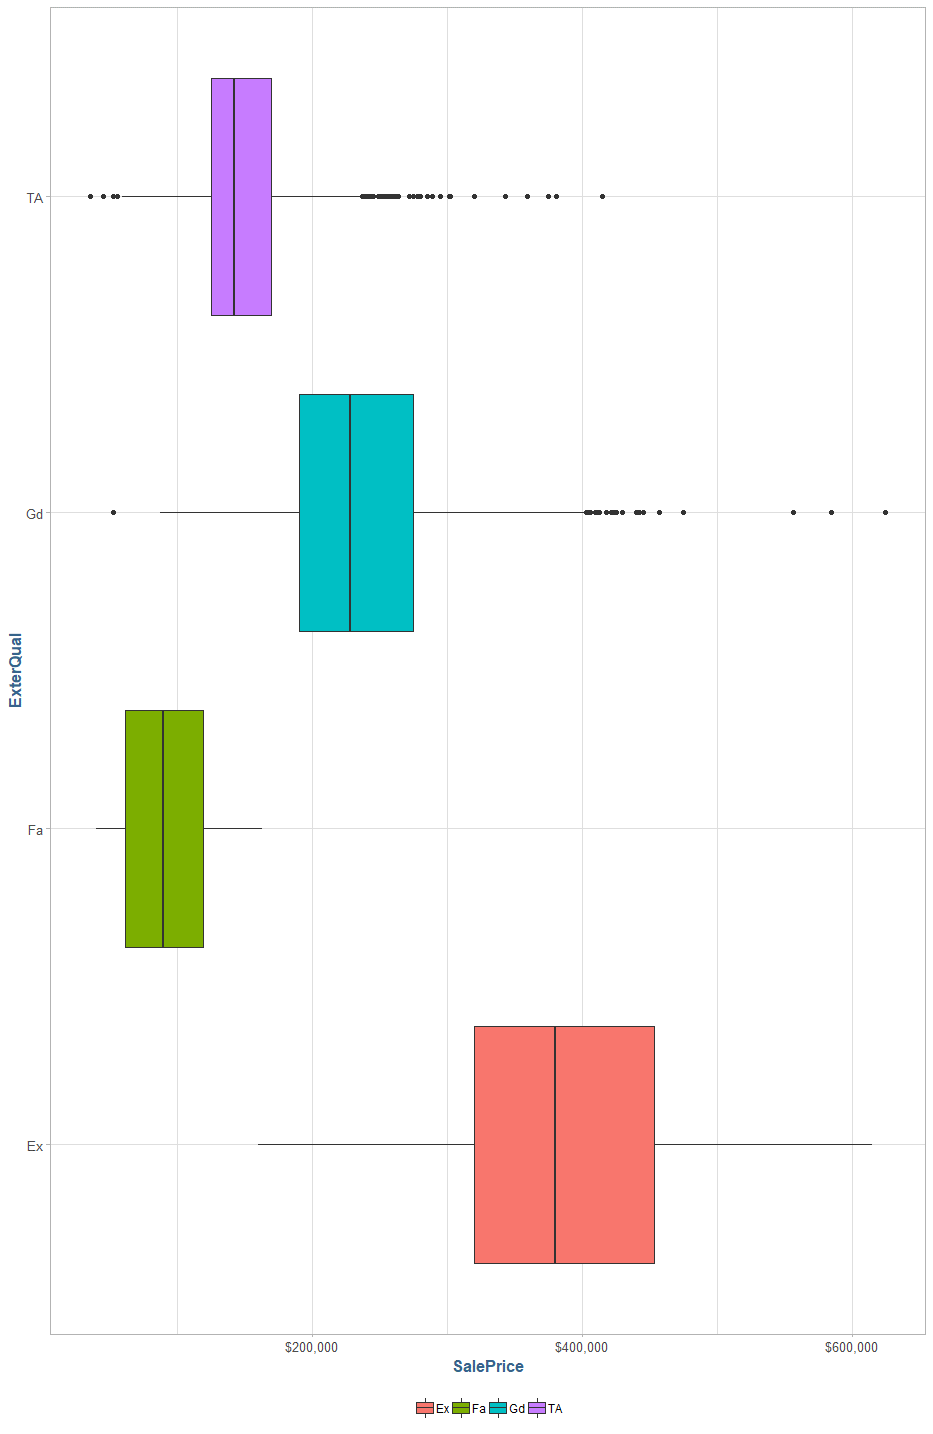 TA
Gd
Fa
Ex
ExterQual
$200,000 $400,000 $600,000
SalePrice
Ex Fa Gd TA